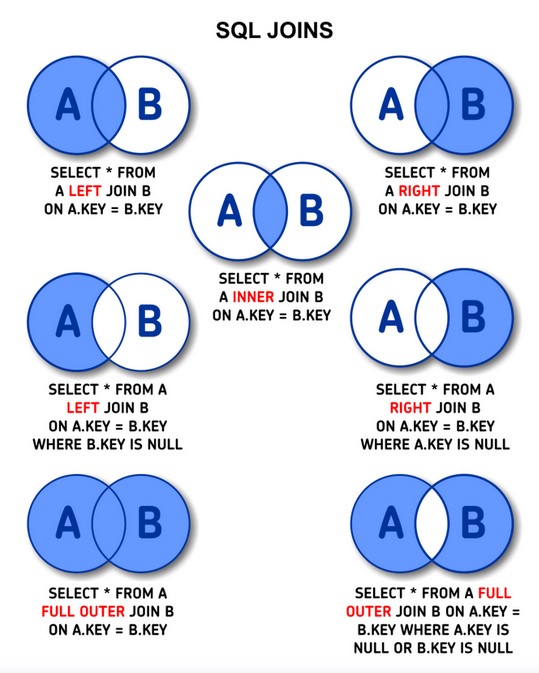 SQL JOINS
A B
SELECT * FROM
A LEFT JOIN B
ON A.KEY = B.KEY
A B
SELECT * FROM
A RIGHT JOIN B
ON A.KEY = B.KEY
A B
SELECT * FROM
A INNER JOIN B
ON A.KEY = B.KEY
A B
SELECT * FROM A
LEFT JOIN B
ON A.KEY = B.KEY
WHERE B.KEY IS NULL
A B
SELECT * FROM A
RIGHT JOIN B
ON A.KEY = B.KEY
WHERE A.KEY IS NULL
A B
SELECT * FROM A
FULL OUTER JOIN B
ON A.KEY = B.KEY
A B
SELECT * FROM A FULL
OUTER JOIN B ON A.KEY =
B.KEY WHERE A.KEY IS
NULL OR B.KEY IS NULL